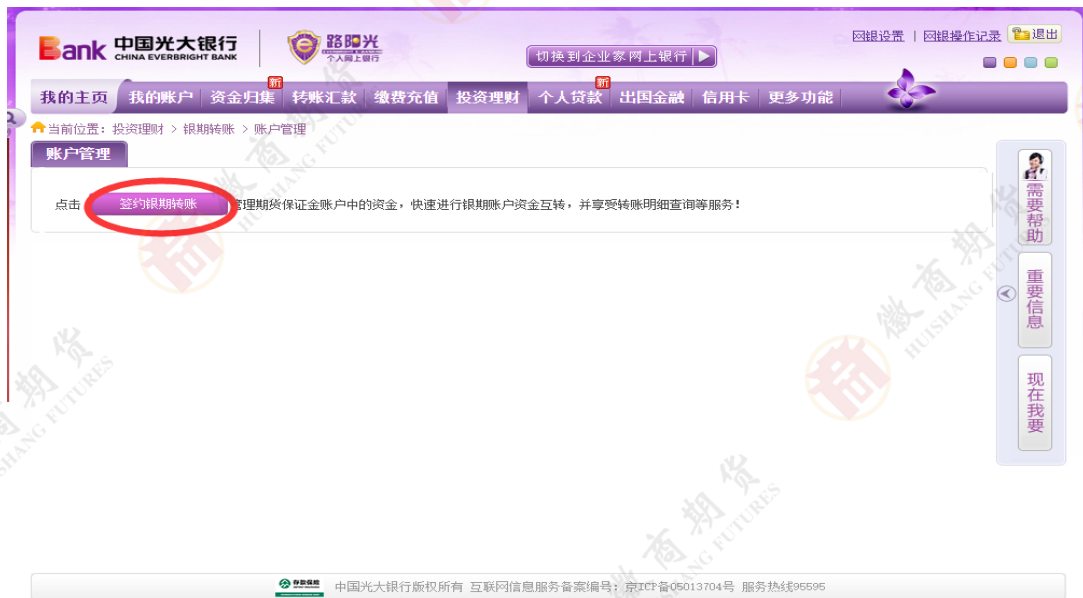 Bank 中国光大银行 CHINA EVERBRIGHT BANK
路阳光 个人网上银行
切换到企业家网上银行
网银设置 | 网银操作记录 退出
我的主页 我的账户 资金归集 新 转账汇款 缴费充值 投资理财 个人贷款 新 出国金融 信用卡 更多功能
当前位置：投资理财 > 银期转账 > 账户管理
账户管理
点击 签约银期转账 管理期货保证金账户中的资金，快速进行银期账户资金互转，并享受转账明细查询等服务！
需要帮助
重要信息
现在我要
徽商期货
HUISHANG FUTURES
存款保险 中国光大银行版权所有 互联网信息服务备案编号：京ICP备05013704号 服务热线95595